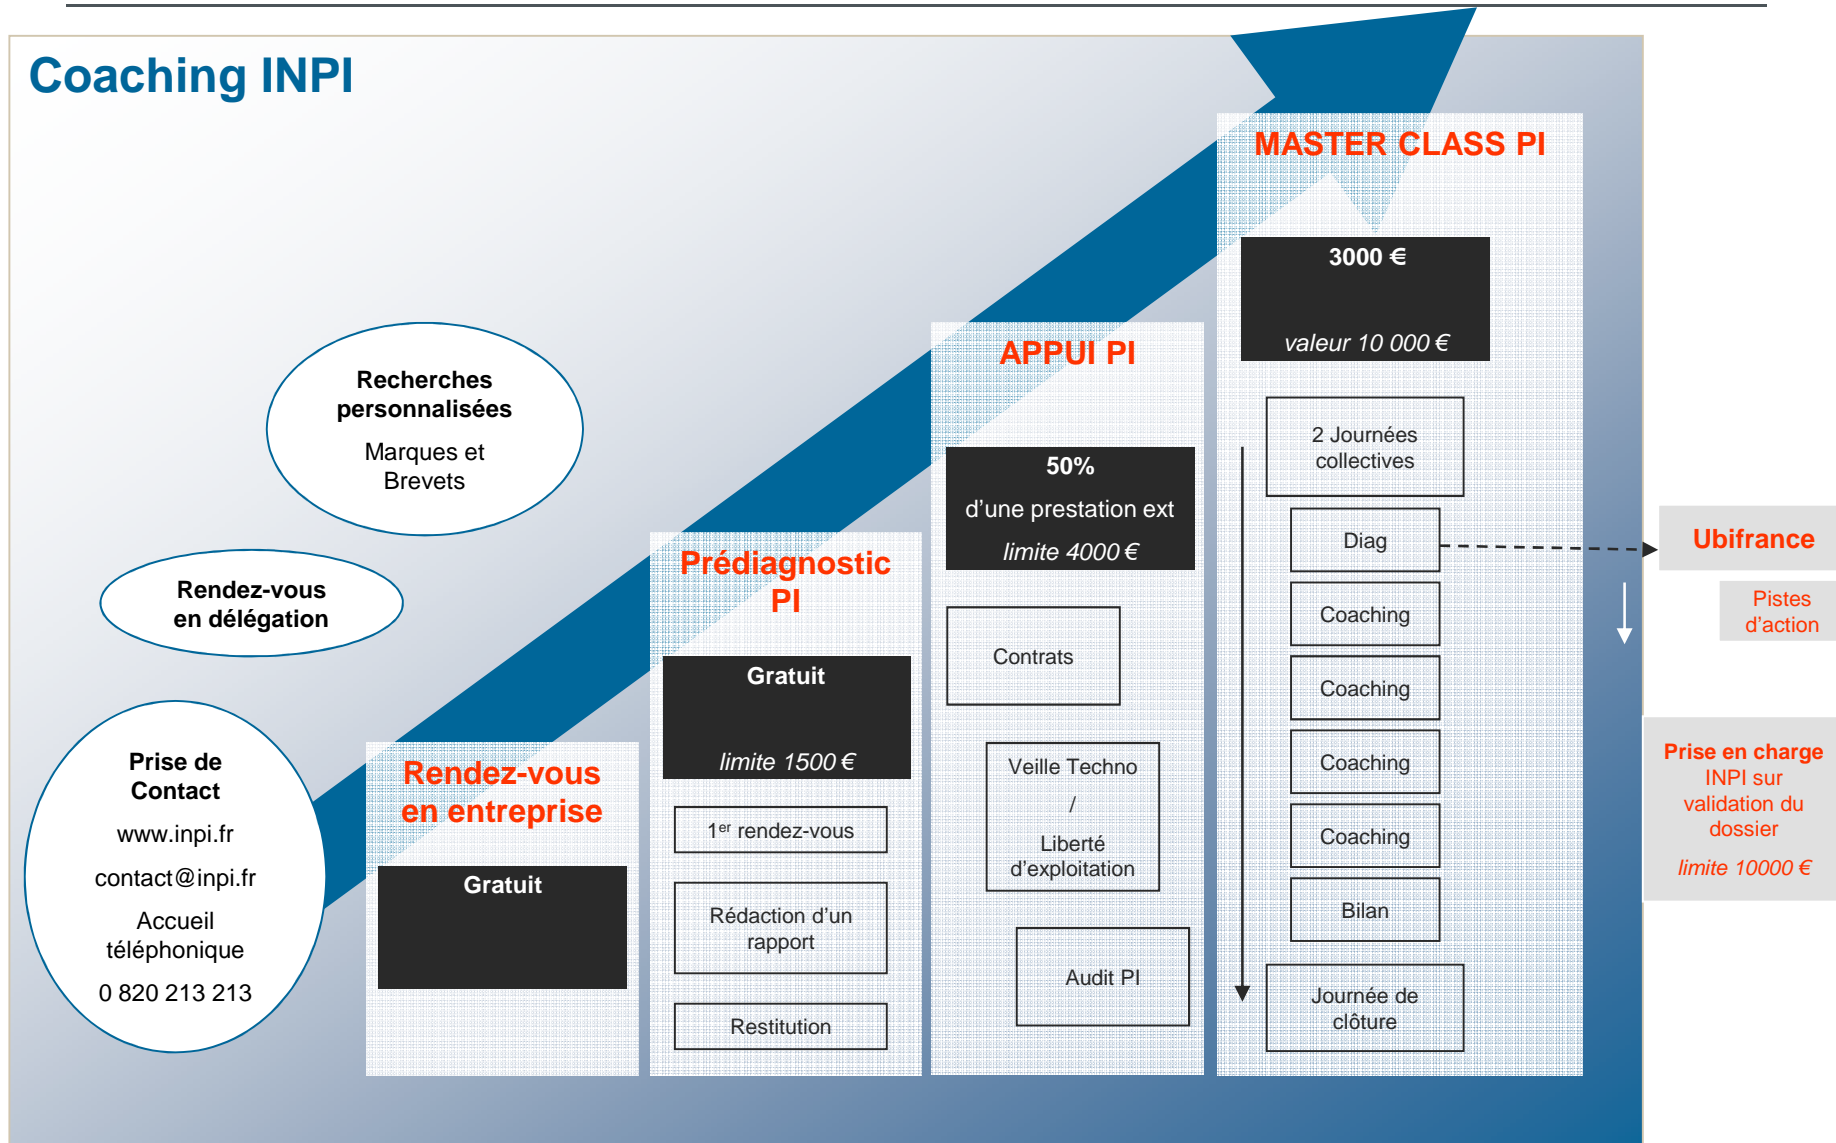 Coaching INPI
Recherches
personnalisées
Marques et
Brevets
Rendez-vous
en délégation
Prise de
Contact
www.inpi.fr
contact@inpi.fr
Accueil
téléphonique
0 820 213 213
Rendez-vous
en entreprise
Gratuit
Prédiagnostic
PI
Gratuit
limite 1500 €
1er rendez-vous
Rédaction d’un
rapport
Restitution
APPUI PI
50%
d’une prestation ext
limite 4000 €
Contrats
Veille Techno
/
Liberté
d’exploitation
Audit PI
MASTER CLASS PI
3000 €
valeur 10 000 €
2 Journées
collectives
Diag
Coaching
Coaching
Coaching
Coaching
Bilan
Journée de
clôture
Ubifrance
Pistes
d’action
Prise en charge
INPI sur
validation du
dossier
limite 10000 €